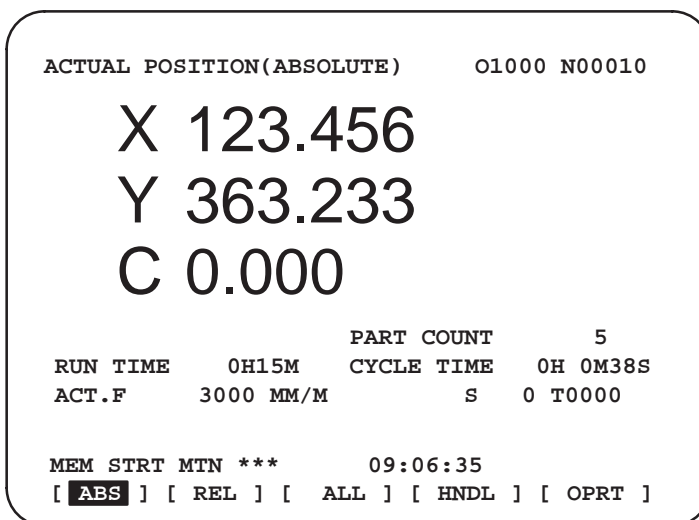 ACTUAL POSITION(ABSOLUTE) O1000 N00010
X 123.456
Y 363.233
C 0.000
PART COUNT 5
RUN TIME 0H15M CYCLE TIME 0H 0M38S
ACT.F 3000 MM/M S 0 T0000
MEM STRT MTN *** 09:06:35
[ ABS ] [ REL ] [ ALL ] [ HNDL ] [ OPRT ]